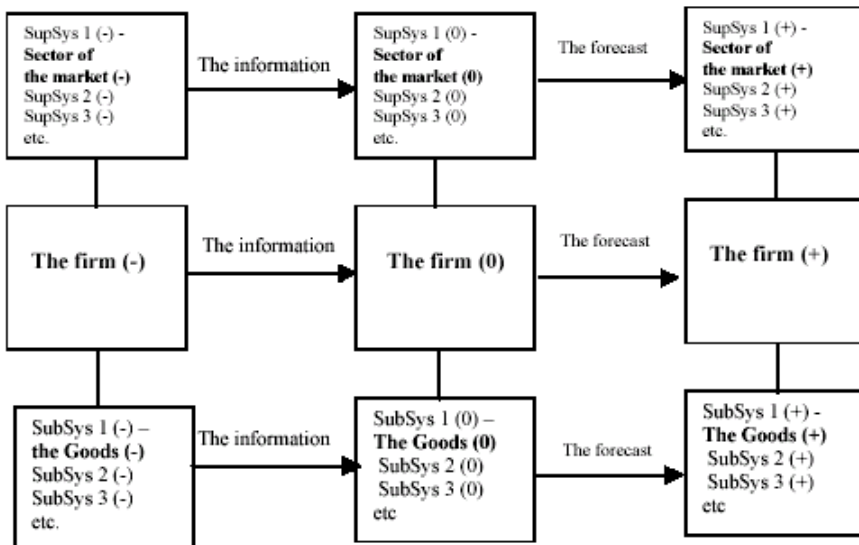 SupSys 1 (-) -
Sector of
the market (-)
SupSys 2 (-)
SupSys 3 (-)
etc.
The information
SupSys 1 (0) -
Sector of
the market (0)
SupSys 2 (0)
SupSys 3 (0)
etc.
The forecast
SupSys 1 (+) -
Sector of
the market (+)
SupSys 2 (+)
SupSys 3 (+)
etc.
The firm (-)
The information
The firm (0)
The forecast
The firm (+)
SubSys 1 (-) –
the Goods (-)
SubSys 2 (-)
SubSys 3 (-)
etc.
The information
SubSys 1 (0) –
The Goods (0)
SubSys 2 (0)
SubSys 3 (0)
etc
The forecast
SubSys 1 (+) -
The Goods (+)
SubSys 2 (+)
SubSys 3 (+)
etc